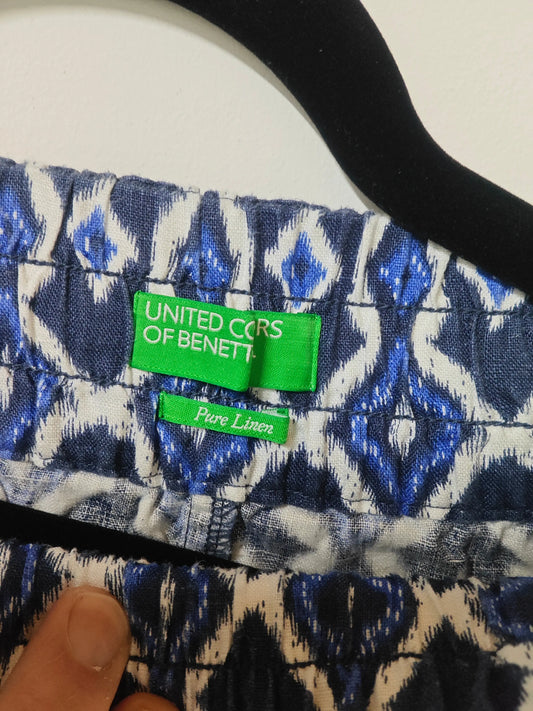 UNITED CORS
OF BENETT
Pure Linen